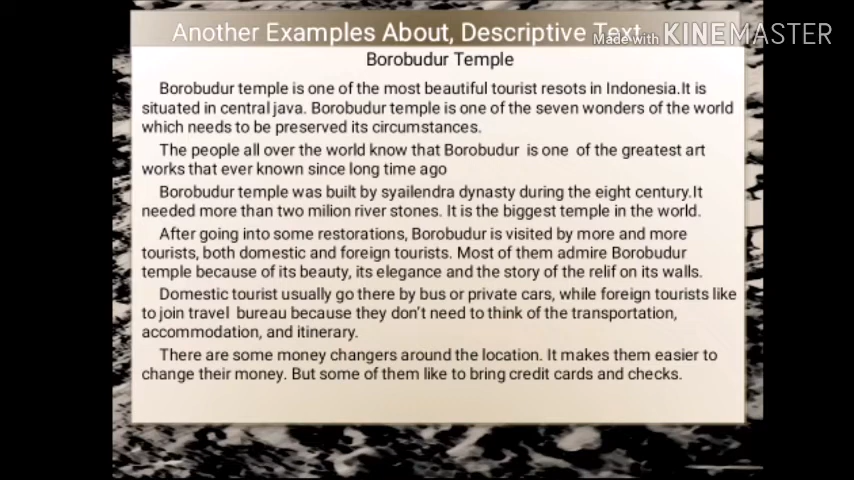 Another Examples About, Descriptive Text
Made with KINEMASTER
Borobudur Temple
Borobudur temple is one of the most beautiful tourist resots in Indonesia.It is
situated in central java. Borobudur temple is one of the seven wonders of the world
which needs to be preserved its circumstances.
The people all over the world know that Borobudur is one of the greatest art
works that ever known since long time ago
Borobudur temple was built by syailendra dynasty during the eight century.It
needed more than two milion river stones. It is the biggest temple in the world.
After going into some restorations, Borobudur is visited by more and more
tourists, both domestic and foreign tourists. Most of them admire Borobudur
temple because of its beauty, its elegance and the story of the relif on its walls.
Domestic tourist usually go there by bus or private cars, while foreign tourists like
to join travel bureau because they don't need to think of the transportation,
accommodation, and itinerary.
There are some money changers around the location. It makes them easier to
change their money. But some of them like to bring credit cards and checks.